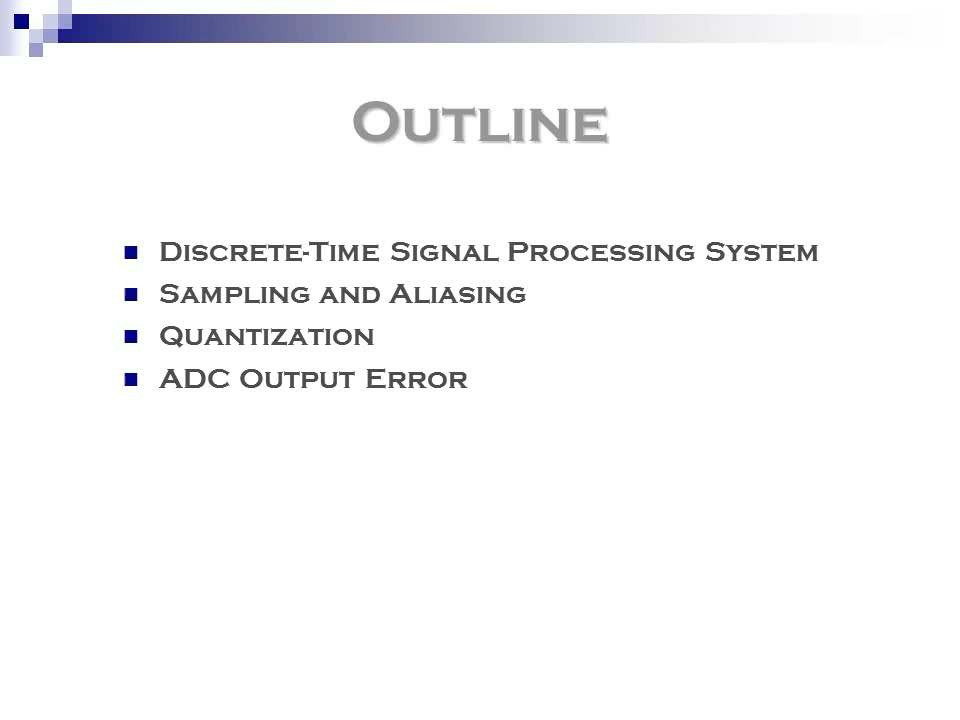 Outline
Discrete-Time Signal Processing System
Sampling and Aliasing
Quantization
ADC Output Error